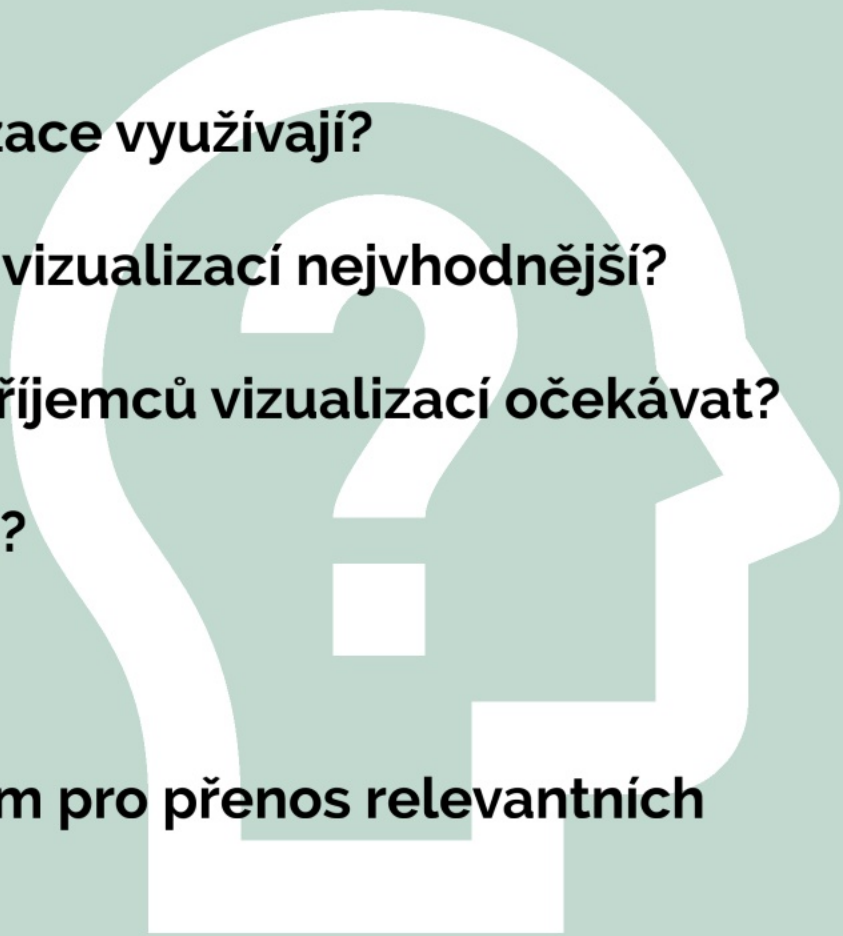 zace využívají?
vizualizací nejvhodnější?
říjemců vizualizací očekávat?
?
m pro přenos relevantních